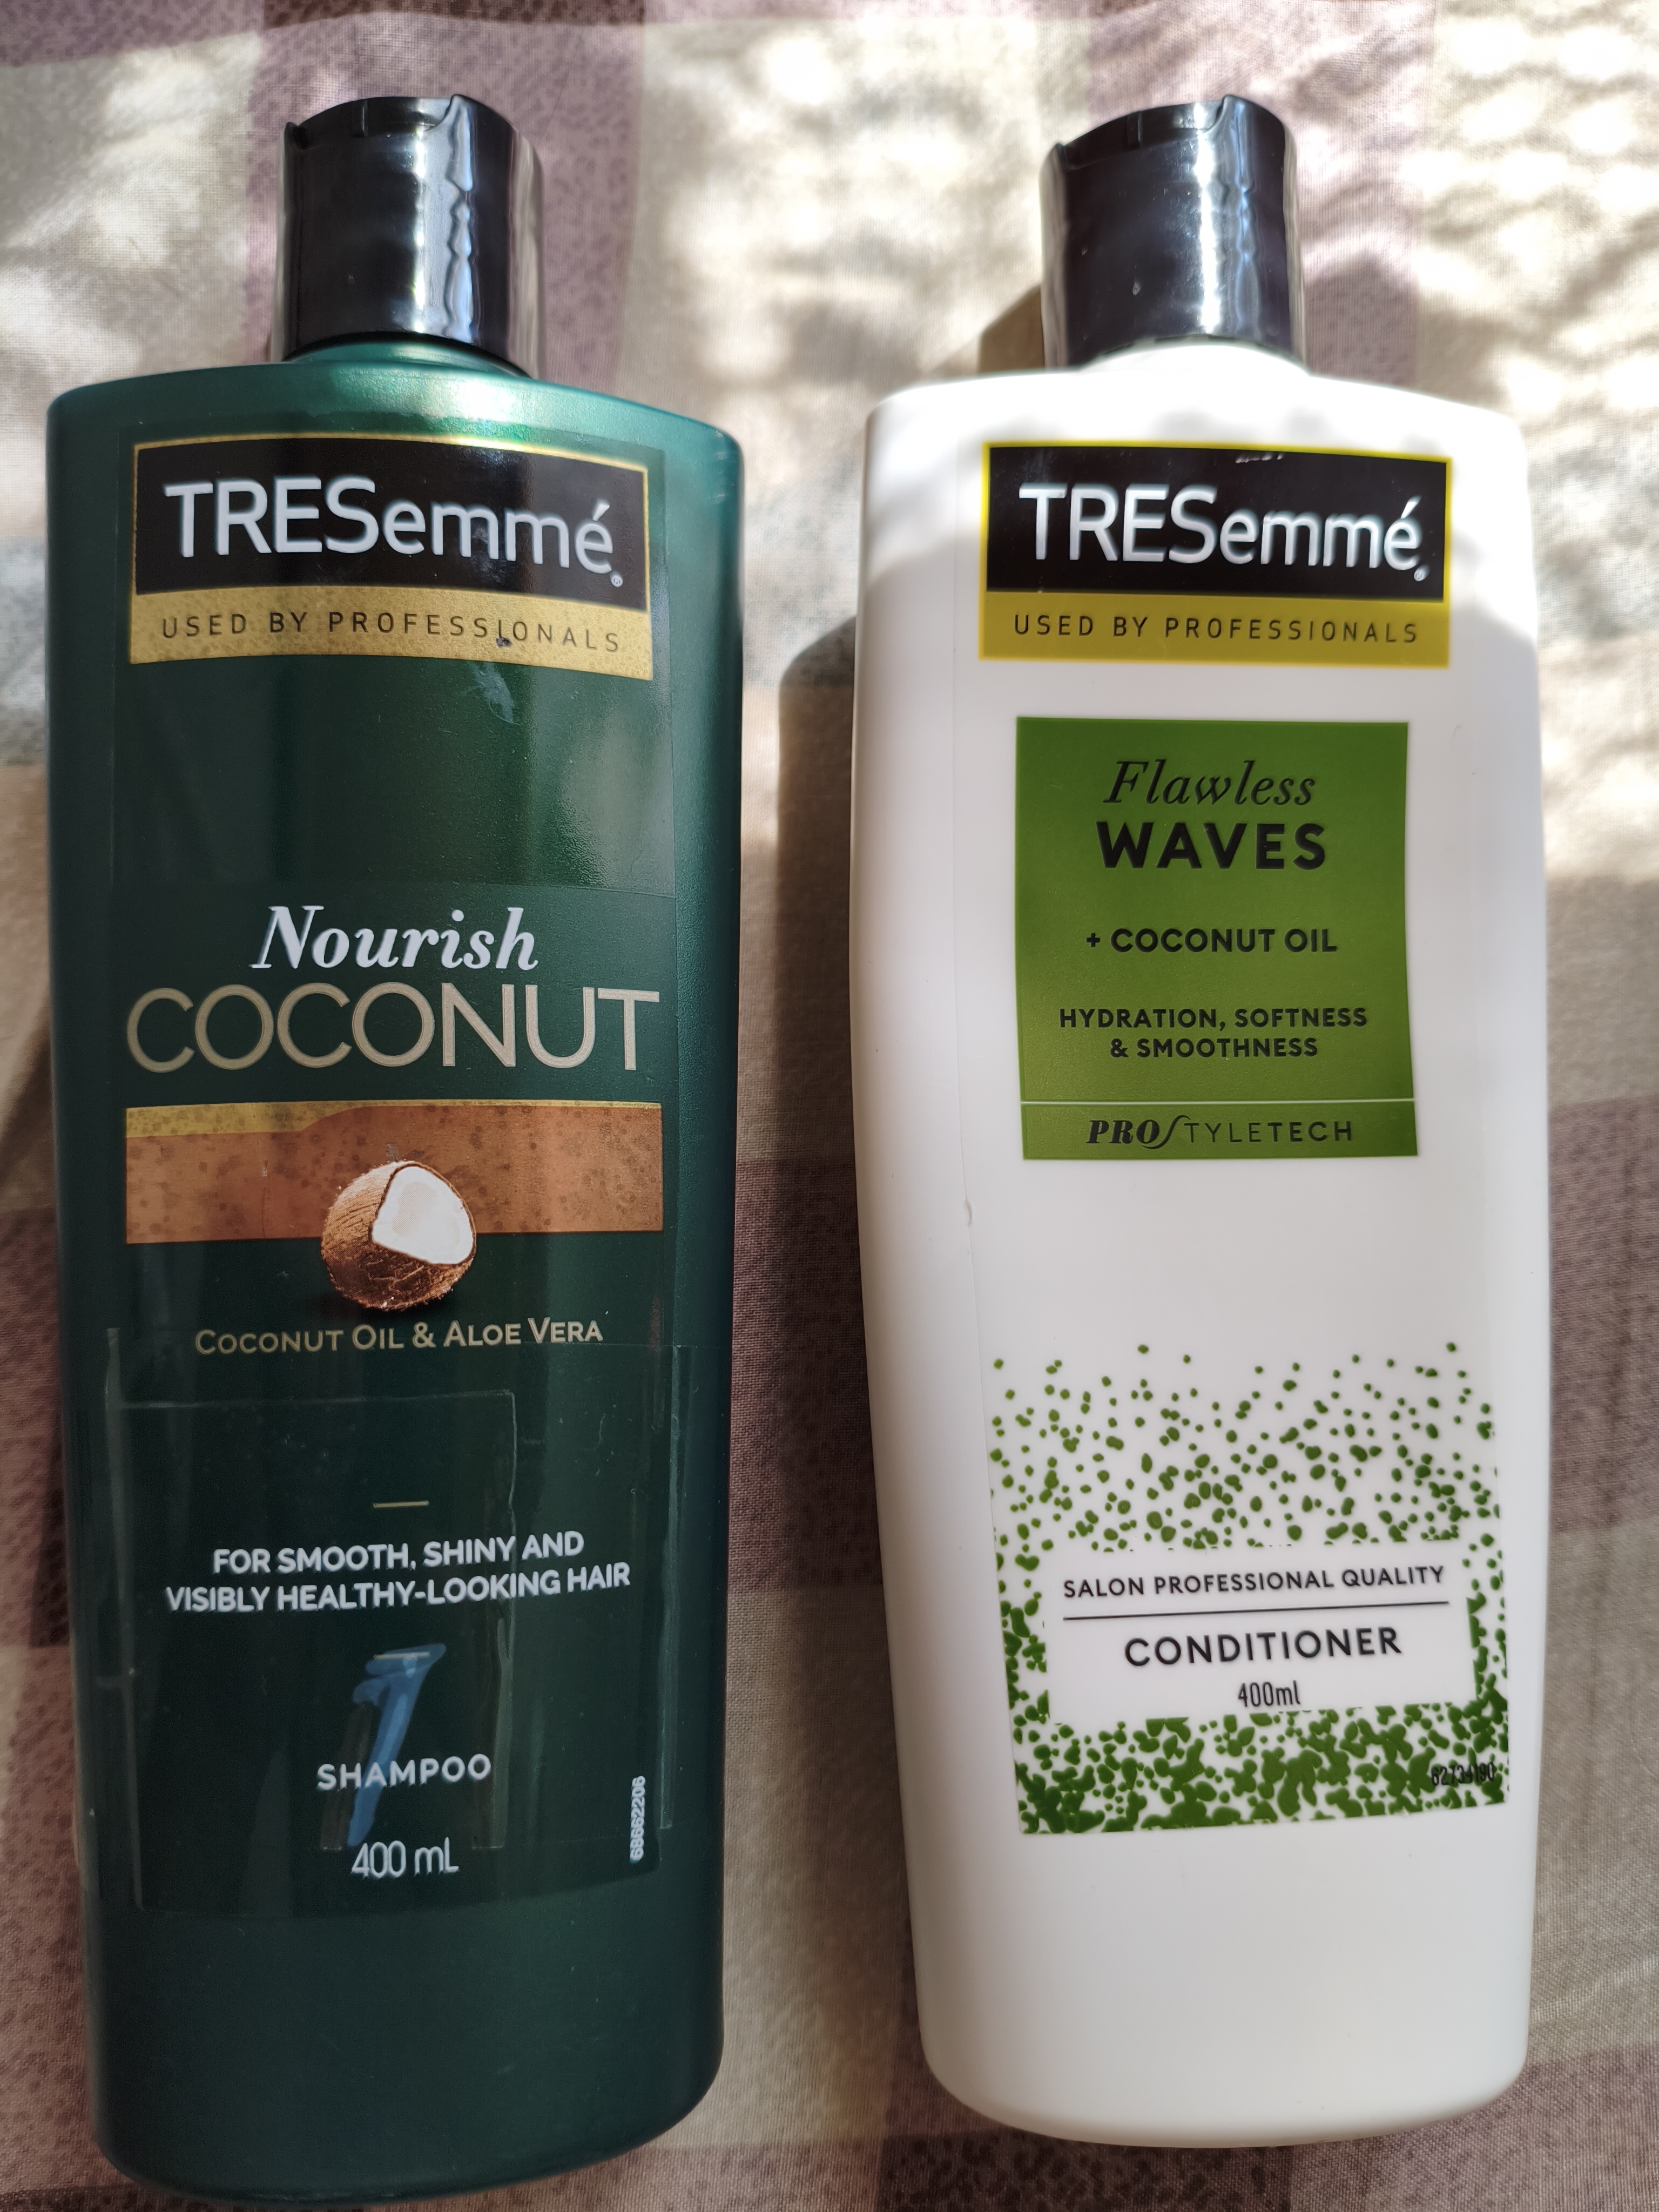 TRESemmé®
USED BY PROFESSIONALS
Nourish
COCONUT
COCONUT OIL & ALOE VERA
FOR SMOOTH, SHINY AND
VISIBLY HEALTHY-LOOKING HAIR
SHAMPOO
400 mL
68662206
TRESemmé®
USED BY PROFESSIONALS
Flawless
WAVES
+ COCONUT OIL
HYDRATION, SOFTNESS
& SMOOTHNESS
PROSTYLETECH
SALON PROFESSIONAL QUALITY
CONDITIONER
400ml